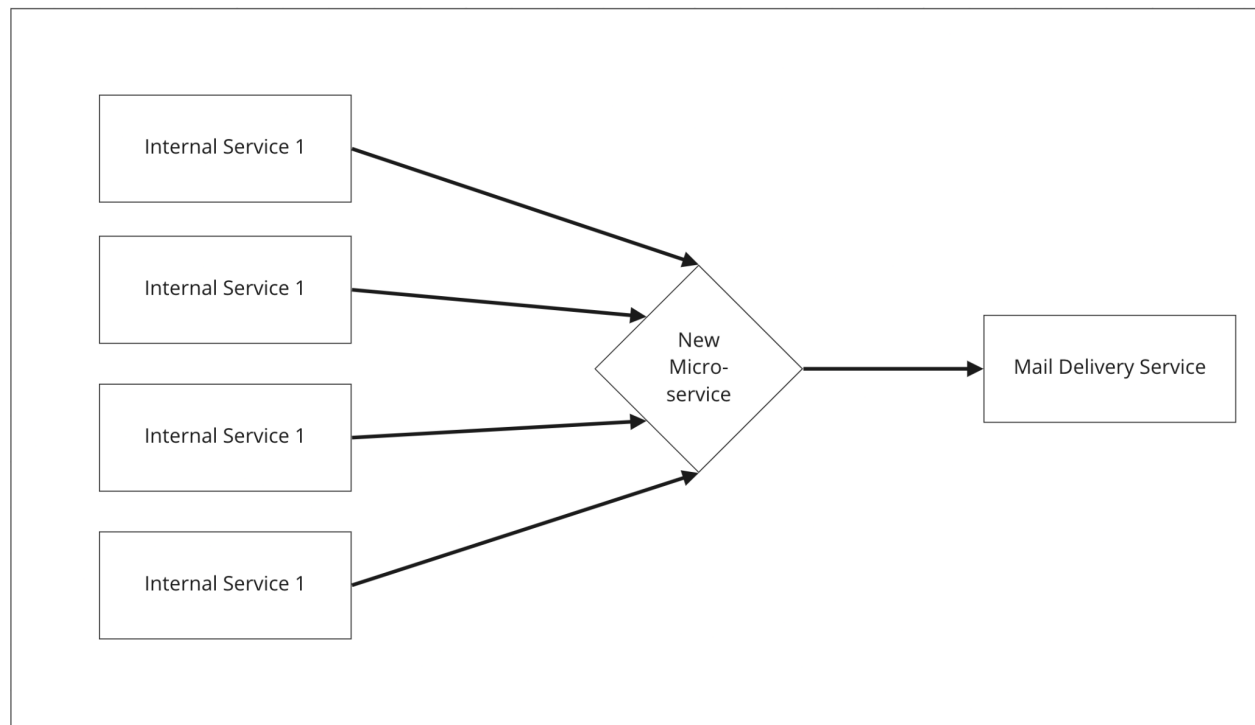 Internal Service 1
Internal Service 1
Internal Service 1
Internal Service 1
New
Micro-
service
Mail Delivery Service